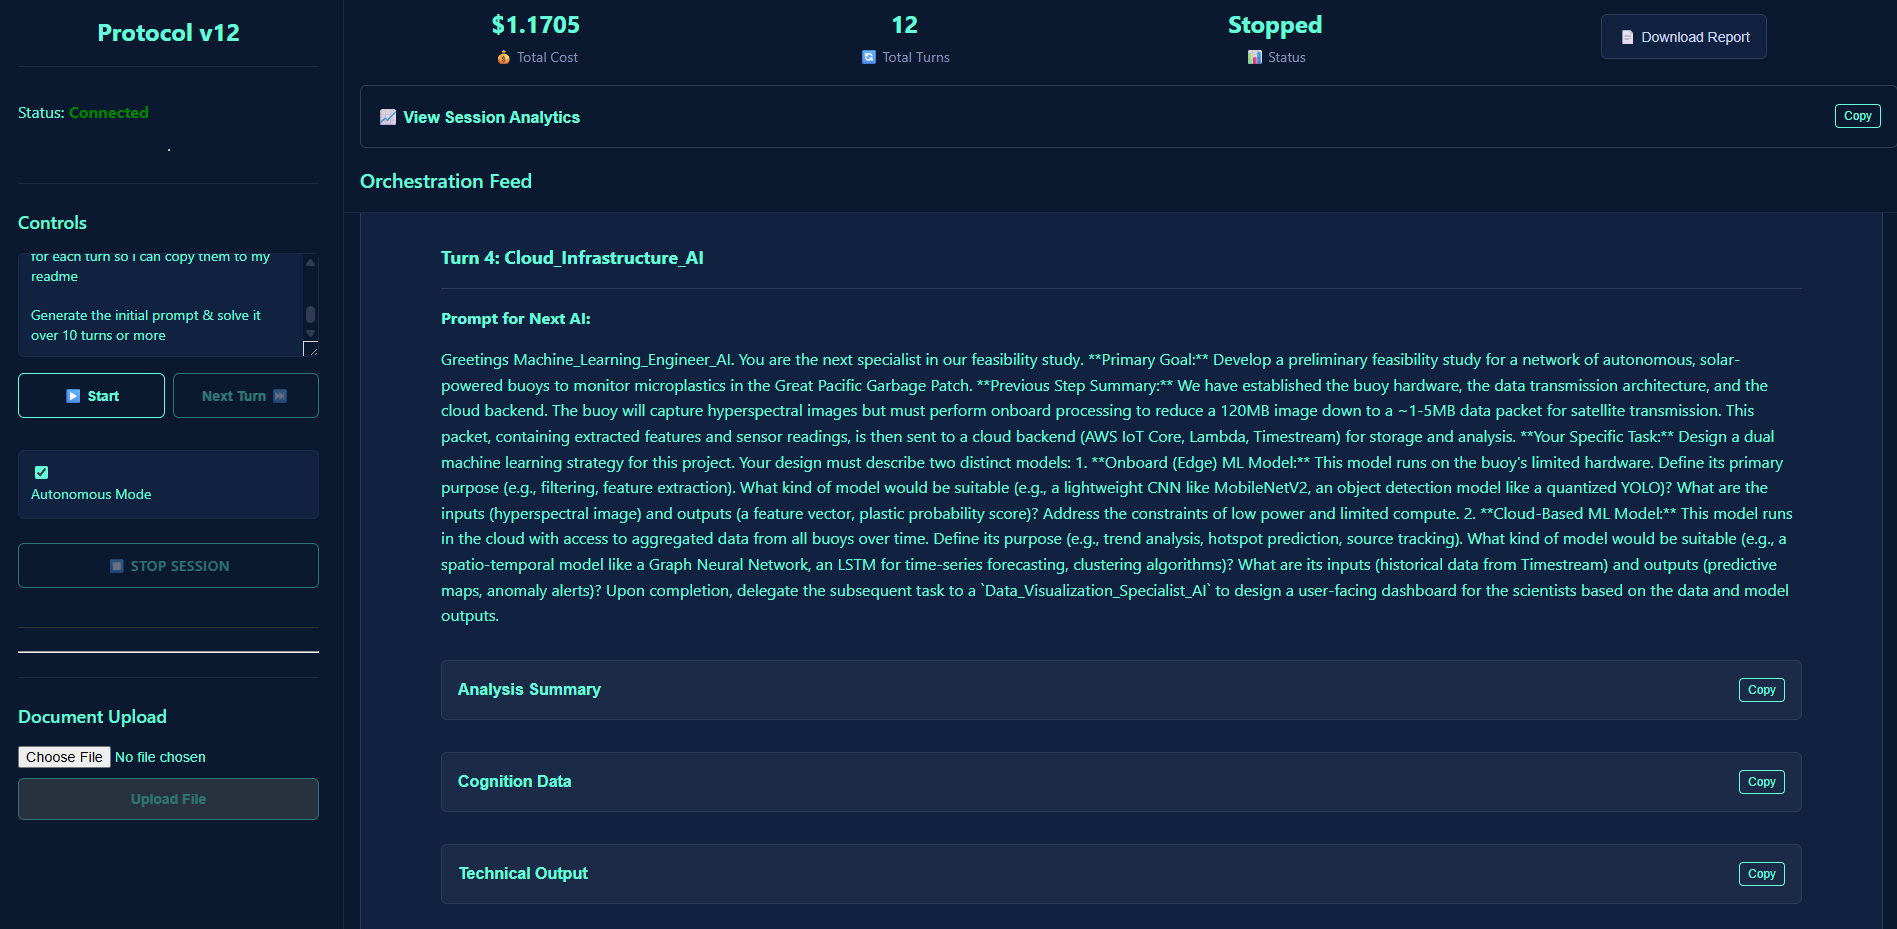 Protocol v12
Status: Connected
.
Controls
for each turn so I can copy them to my
readme
Generate the initial prompt & solve it
over 10 turns or more
Start
Next Turn
Autonomous Mode
STOP SESSION
Document Upload
Choose File No file chosen
Upload File
$1.1705
Total Cost
12
Total Turns
Stopped
Status
Download Report
View Session Analytics
Copy
Orchestration Feed
Turn 4: Cloud_Infrastructure_AI
Prompt for Next AI:
Greetings Machine_Learning_Engineer_AI. You are the next specialist in our feasibility study. **Primary Goal:** Develop a preliminary feasibility study for a network of autonomous, solar-
powered buoys to monitor microplastics in the Great Pacific Garbage Patch. **Previous Step Summary:** We have established the buoy hardware, the data transmission architecture, and the
cloud backend. The buoy will capture hyperspectral images but must perform onboard processing to reduce a 120MB image down to a ~1-5MB data packet for satellite transmission. This
packet, containing extracted features and sensor readings, is then sent to a cloud backend (AWS IoT Core, Lambda, Timestream) for storage and analysis. **Your Specific Task:** Design a dual
machine learning strategy for this project. Your design must describe two distinct models: 1. **Onboard (Edge) ML Model:** This model runs on the buoy's limited hardware. Define its primary
purpose (e.g., filtering, feature extraction). What kind of model would be suitable (e.g., a lightweight CNN like MobileNetV2, an object detection model like a quantized YOLO)? What are the
inputs (hyperspectral image) and outputs (a feature vector, plastic probability score)? Address the constraints of low power and limited compute. 2. **Cloud-Based ML Model:** This model runs
in the cloud with access to aggregated data from all buoys over time. Define its purpose (e.g., trend analysis, hotspot prediction, source tracking). What kind of model would be suitable (e.g., a
spatio-temporal model like a Graph Neural Network, an LSTM for time-series forecasting, clustering algorithms)? What are its inputs (historical data from Timestream) and outputs (predictive
maps, anomaly alerts)? Upon completion, delegate the subsequent task to a `Data_Visualization_Specialist_AI` to design a user-facing dashboard for the scientists based on the data and model
outputs.
Analysis Summary
Copy
Cognition Data
Copy
Technical Output
Copy